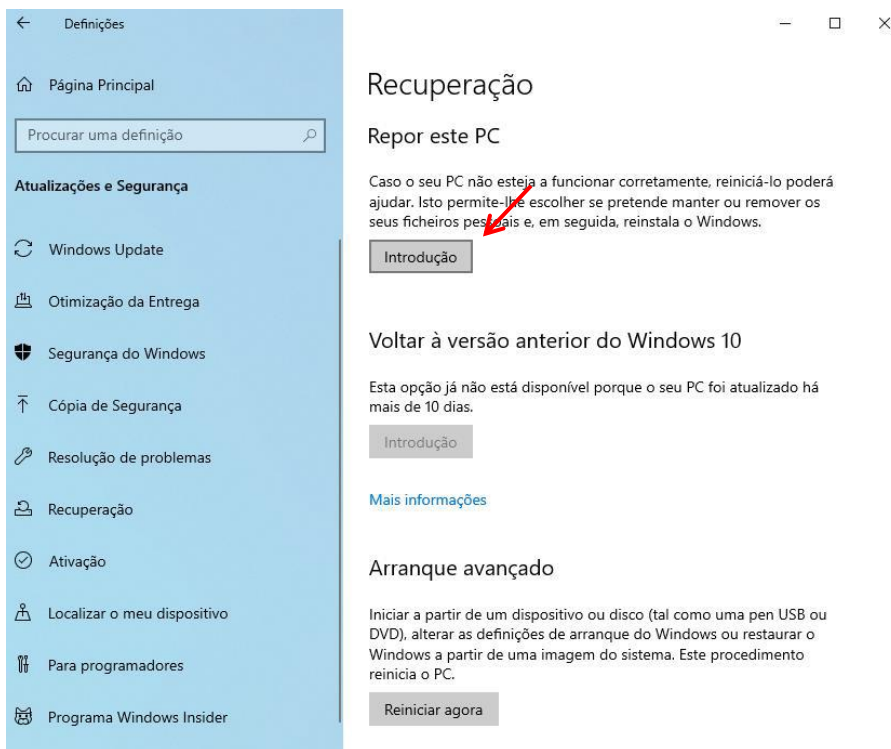 Definições
Página Principal
Procurar uma definição
Atualizações e Segurança
Windows Update
Otimização da Entrega
Segurança do Windows
Cópia de Segurança
Resolução de problemas
Recuperação
Ativação
Localizar o meu dispositivo
Para programadores
Programa Windows Insider
Recuperação
Repor este PC
Caso o seu PC não esteja a funcionar corretamente, reiniciá-lo poderá
ajudar. Isto permite-lhe escolher se pretende manter ou remover os
seus ficheiros pessoais e, em seguida, reinstala o Windows.
Introdução
Voltar à versão anterior do Windows 10
Esta opção já não está disponível porque o seu PC foi atualizado há
mais de 10 dias.
Introdução
Mais informações
Arranque avançado
Iniciar a partir de um dispositivo ou disco (tal como uma pen USB ou
DVD), alterar as definições de arranque do Windows ou restaurar o
Windows a partir de uma imagem do sistema. Este procedimento
reinicia o PC.
Reiniciar agora